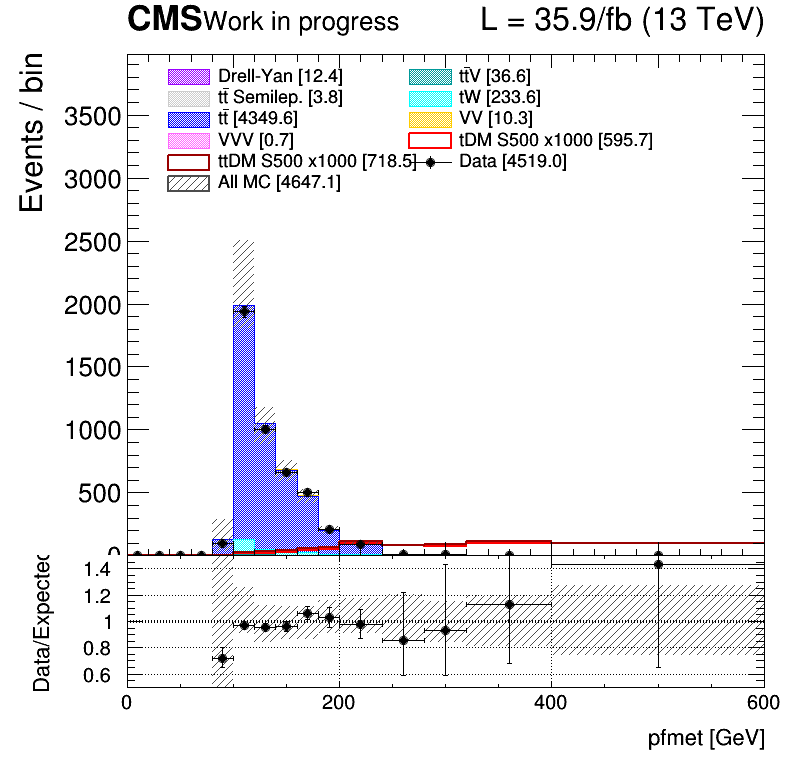 CMS Work in progress L = 35.9/fb (13 TeV)
Events / bin
3500
3000
2500
2000
1500
1000
500
0
Drell-Yan [12.4]
tt̄ Semilep. [3.8]
tt̄ [4349.6]
VVV [0.7]
ttDM S500 x1000 [718.5]
All MC [4647.1]
tt̄V [36.6]
tW [233.6]
VV [10.3]
tDM S500 x1000 [595.7]
Data [4519.0]
Data/Expected
1.4
1.2
1
0.8
0.6
0 200 400 600
pfmet [GeV]